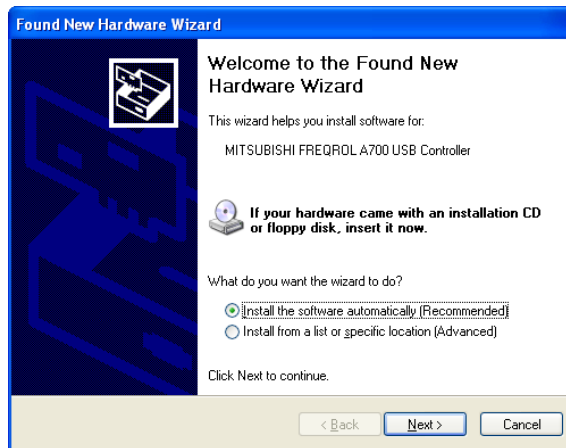 Found New Hardware Wizard
Welcome to the Found New
Hardware Wizard
This wizard helps you install software for:
MITSUBISHI FREQROL A700 USB Controller
If your hardware came with an installation CD
or floppy disk, insert it now.
What do you want the wizard to do?
Install the software automatically (Recommended)
Install from a list or specific location (Advanced)
Click Next to continue.
< Back
Next >
Cancel